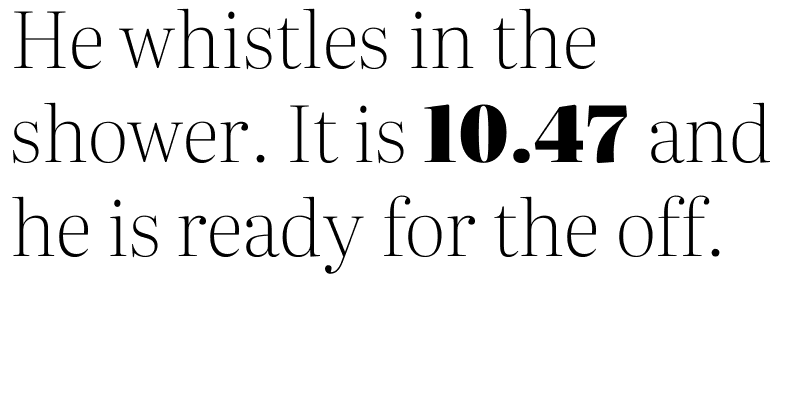 He whistles in the
shower. It is 10.47 and
he is ready for the off.